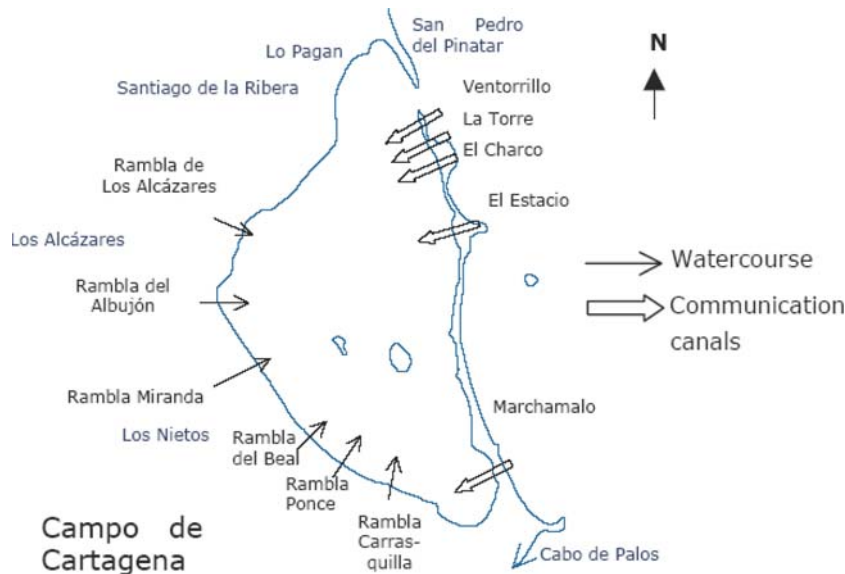 San Pedro
del Pinatar
N
Lo Pagan
Santiago de la Ribera
Ventorrillo
La Torre
El Charco
Rambla de
Los Alcázares
El Estacio
Los Alcázares
Watercourse
Rambla del
Albujón
Communication
canals
Rambla Miranda
Marchamalo
Los Nietos
Rambla
del Beal
Rambla
Ponce
Rambla
Carras-
quilla
Campo de
Cartagena
Cabo de Palos